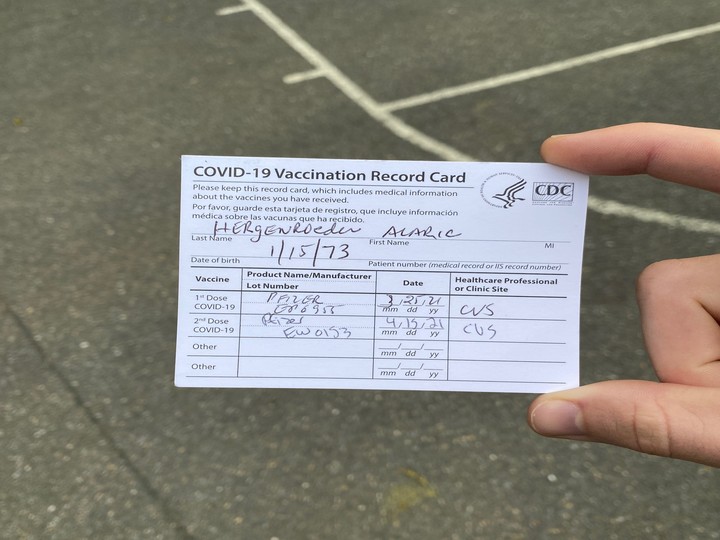 COVID-19 Vaccination Record Card
CDC
Please keep this record card, which includes medical information
about the vaccines you have received.
Por favor, guarde esta tarjeta de registro, que incluye información
médica sobre las vacunas que ha recibido.
HERgENROEDER ALARIC
Last Name First Name MI
1/15/73
Date of birth Patient number (medical record or IIS record number)
Vaccine Product Name/Manufacturer Date Healthcare Professional
Lot Number or Clinic Site
1st Dose PFIZER 25, 21 CVS
COVID-19 mm dd yy
2nd Dose Pfizer 4, 15, 21 CVS
COVID-19 EW0153 mm dd yy
Other __/__/__
mm dd yy
Other __/__/__
mm dd yy